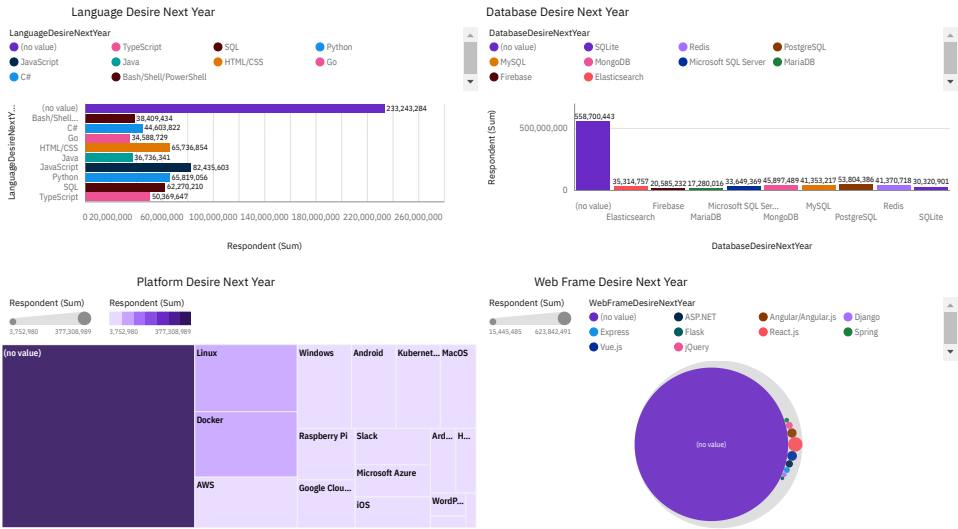 Language Desire Next Year
LanguageDesireNextYear
(no value) TypeScript SQL Python
JavaScript Java HTML/CSS Go
C# Bash/Shell/PowerShell
LanguageDesireNextY...
(no value) 233,243,284
Bash/Shell... 38,409,434
C# 44,603,822
Go 34,588,729
HTML/CSS 65,736,854
Java 36,736,341
JavaScript 82,435,603
Python 65,819,056
SQL 62,270,210
TypeScript 50,369,647
0 20,000,000 60,000,000 100,000,000 140,000,000 180,000,000 220,000,000 260,000,000
Respondent (Sum)
Database Desire Next Year
DatabaseDesireNextYear
(no value) SQLite Redis PostgreSQL
MySQL MongoDB Microsoft SQL Server MariaDB
Firebase Elasticsearch
Respondent (Sum)
500,000,000
0
558,700,443 35,314,757 20,585,232 17,280,016 33,649,369 45,897,489 41,353,217 53,804,386 41,370,718 30,320,901
(no value) Firebase Microsoft SQL Ser... MySQL Redis
Elasticsearch MariaDB MongoDB PostgreSQL SQLite
DatabaseDesireNextYear
Platform Desire Next Year
Respondent (Sum) Respondent (Sum)
3,752,980 377,308,989 3,752,980 377,308,989
(no value) Linux Windows Android Kubernet... MacOS
Docker Raspberry Pi Slack Ard... H...
Microsoft Azure
AWS Google Clou... iOS WordP...
Web Frame Desire Next Year
Respondent (Sum) WebFrameDesireNextYear
15,445,485 623,842,491
(no value) ASP.NET Angular/Angular.js Django
Express Flask React.js Spring
Vue.js jQuery
(no value)